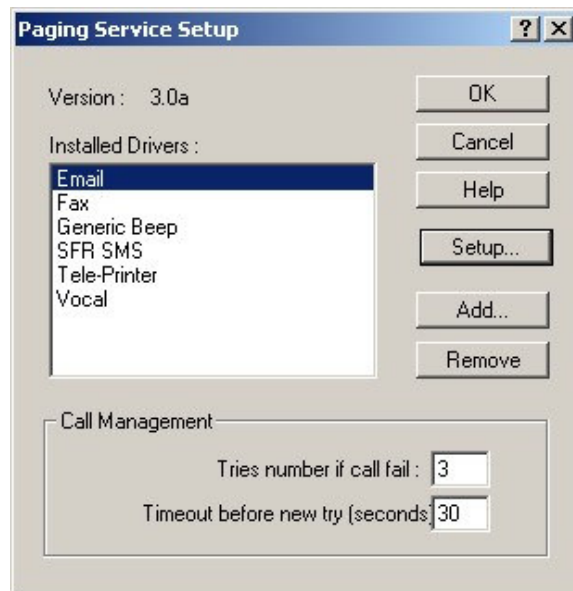 Paging Service Setup
? X
Version : 3.0a
OK
Installed Drivers :
Cancel
Email
Fax
Generic Beep
SFR SMS
Tele-Printer
Vocal
Help
Setup...
Add...
Remove
Call Management
Tries number if call fail : 3
Timeout before new try (seconds) 30